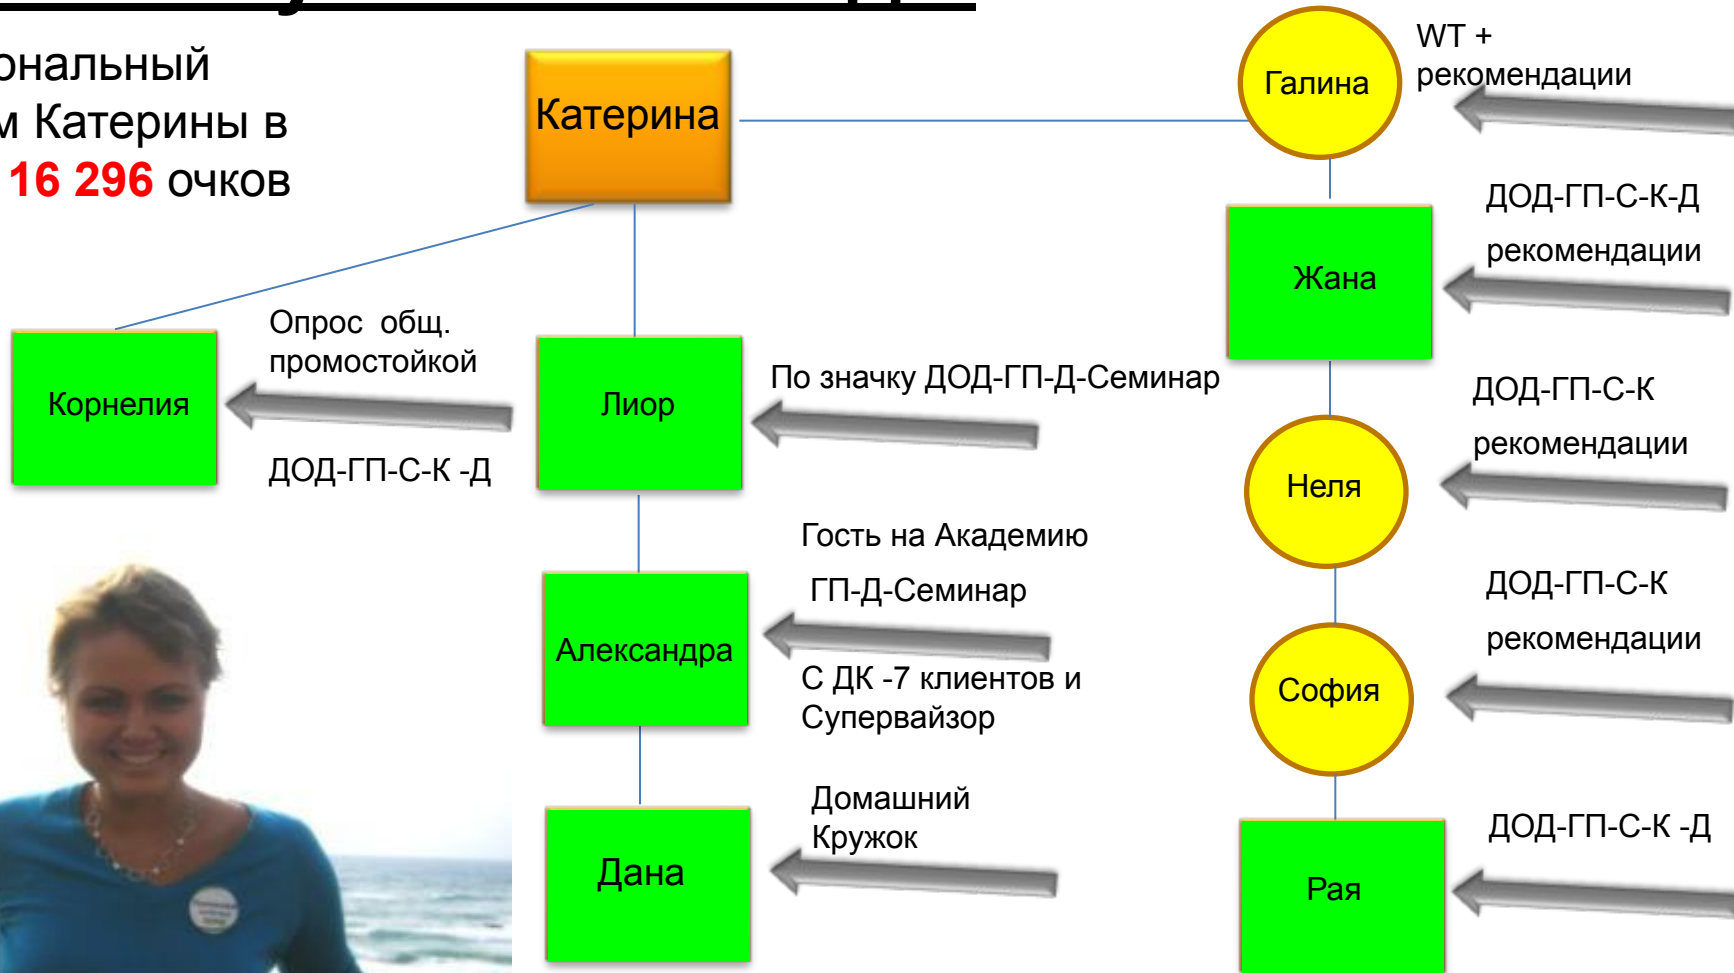 ональный
м Катерины в
16 296 очков
Катерина
Галина
WT +
рекомендации
ДОД-ГП-С-К-Д
рекомендации
Жана
Корнелия
Опрос общ.
промостойкой
ДОД-ГП-С-К -Д
Лиор
По значку ДОД-ГП-Д-Семинар
ДОД-ГП-С-К
рекомендации
Неля
Гость на Академию
ГП-Д-Семинар
Александра
С ДК -7 клиентов и
Супервайзор
ДОД-ГП-С-К
рекомендации
София
Домашний
Кружок
Дана
ДОД-ГП-С-К -Д
Рая